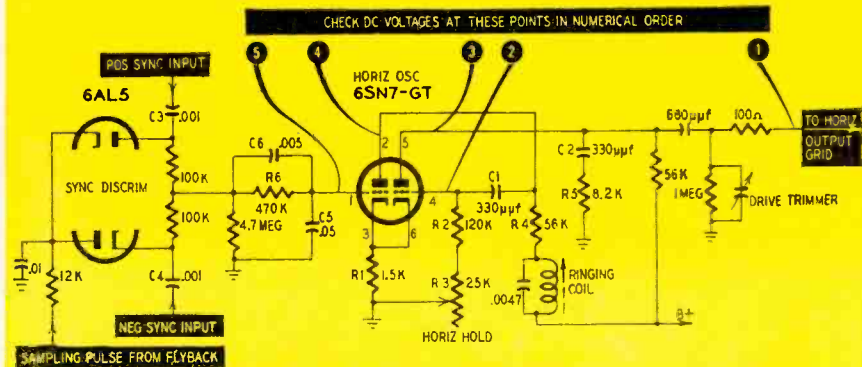 CHECK DC VOLTAGES AT THESE POINTS IN NUMERICAL ORDER
5
4
3
2
1
POS SYNC INPUT
HORIZ OSC
6SN7-GT
6AL5
C3
.001
SYNC DISCRIM
100K
100K
C4
.001
.01
12K
NEG SYNC INPUT
SAMPLING PULSE FROM FLYBACK
C6
.005
R6
470K
4.7 MEG
C5
.05
1
2
5
4
3
6
R1
1.5K
R2
120K
R3
25K
HORIZ HOLD
C1
330μμf
R4
56K
.0047
RINGING
COIL
C2
330μμf
R5
8.2K
56K
B+
680μμf
1MEG
100Ω
DRIVE TRIMMER
TO HORIZ
OUTPUT
GRID